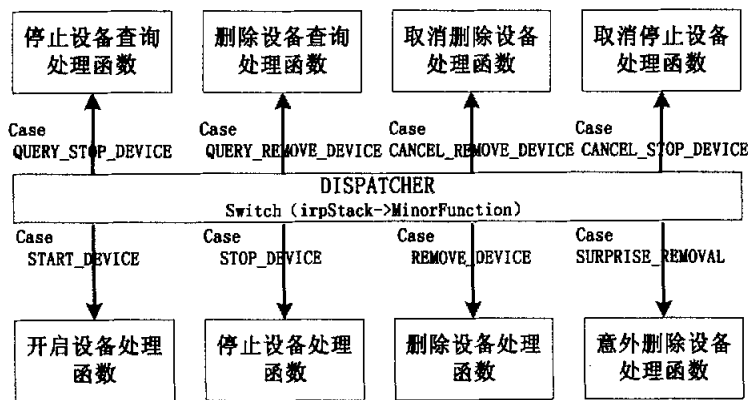 停止设备查询
处理函数
删除设备查询
处理函数
取消删除设备
处理函数
取消停止设备
处理函数
Case
QUERY_STOP_DEVICE
Case
QUERY_REMOVE_DEVICE
Case
CANCEL_REMOVE_DEVICE
Case
CANCEL_STOP_DEVICE
DISPATCHER
Switch (irpStack->MinorFunction)
Case
START_DEVICE
Case
STOP_DEVICE
Case
REMOVE_DEVICE
Case
SURPRISE_REMOVAL
开启设备处理
函数
停止设备处理
函数
删除设备处理
函数
意外删除设备
处理函数